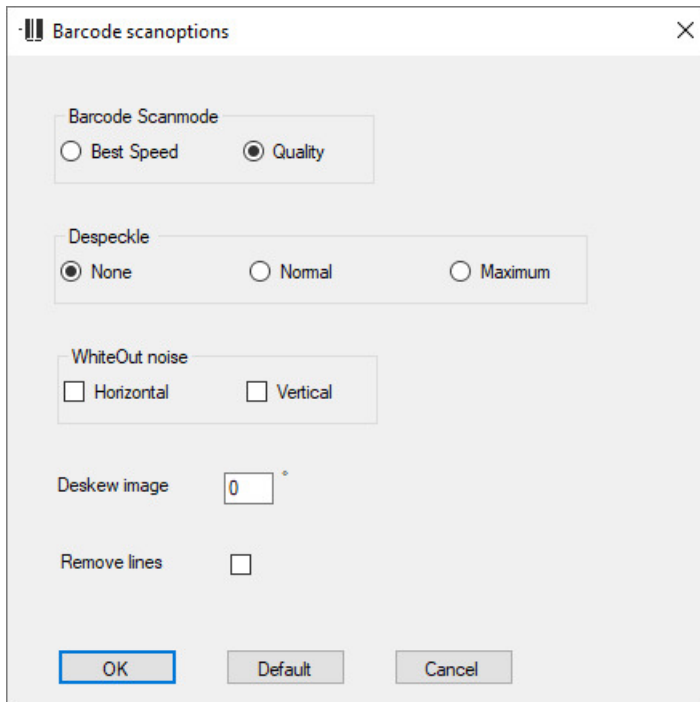 Barcode scanoptions
Barcode Scanmode
Best Speed Quality
Despeckle
None Normal Maximum
WhiteOut noise
Horizontal Vertical
Deskew image 0 °
Remove lines
OK Default Cancel